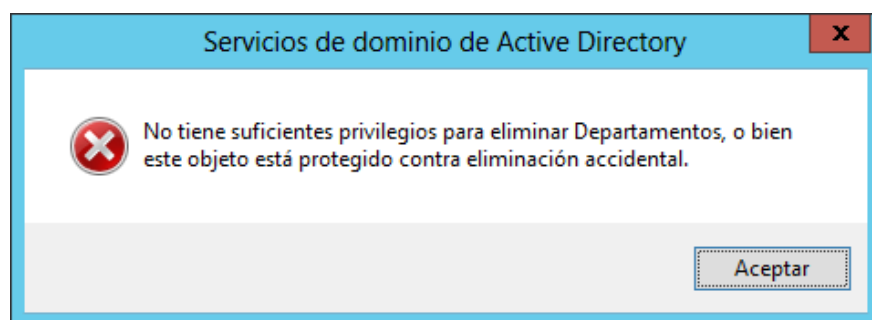 Servicios de dominio de Active Directory
x
No tiene suficientes privilegios para eliminar Departamentos, o bien
este objeto está protegido contra eliminación accidental.
Aceptar